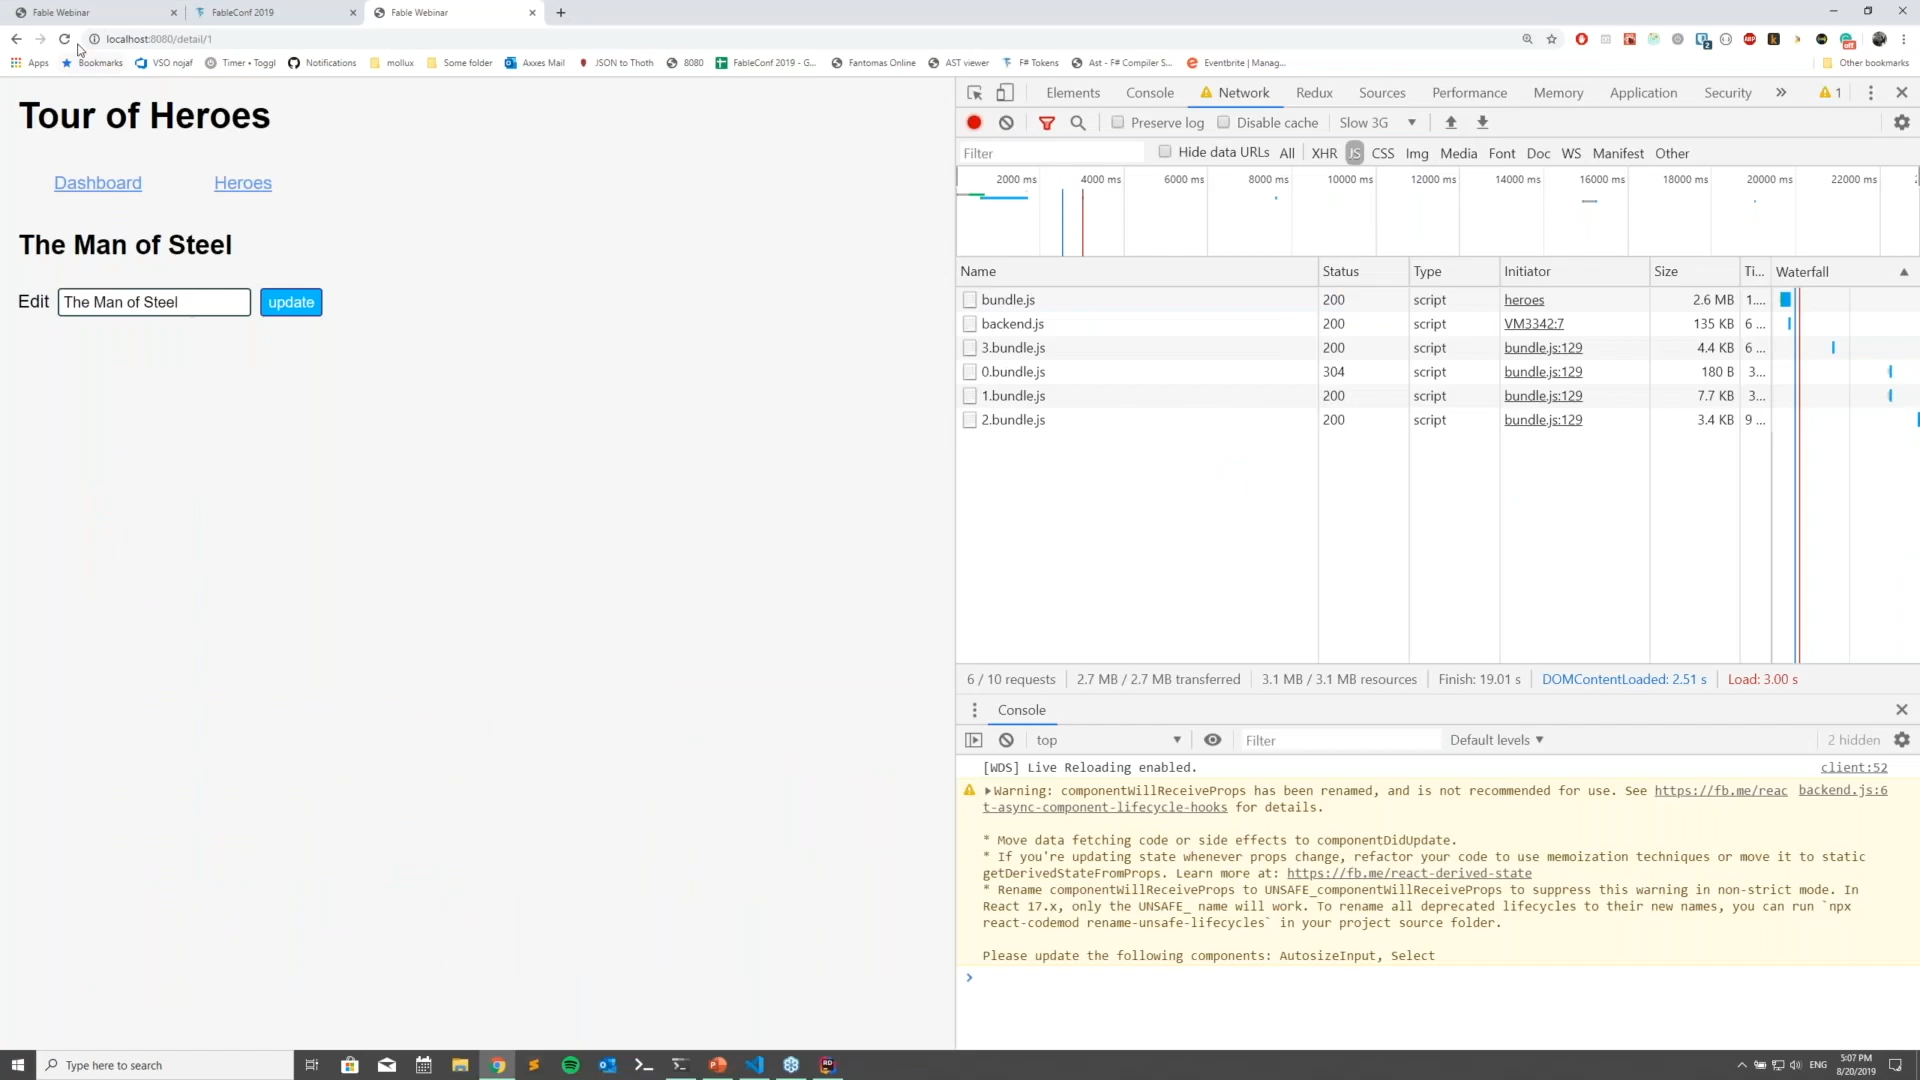 Fable Webinar
FableConf 2019
Fable Webinar
localhost:8080/detail/1
Apps Bookmarks VSO nojaf Timer • Toggl Notifications mollux Some folder Axxes Mail JSON to Thoth 8080 FableConf 2019 - G... Fantomas Online AST viewer F# Tokens Ast - F# Compiler S... Eventbrite | Manag... Other bookmarks
Tour of Heroes
Dashboard Heroes
The Man of Steel
Edit The Man of Steel update
Elements Console Network Redux Sources Performance Memory Application Security » 1
Preserve log Disable cache Slow 3G
Filter Hide data URLs All XHR JS CSS Img Media Font Doc WS Manifest Other
2000 ms 4000 ms 6000 ms 8000 ms 10000 ms 12000 ms 14000 ms 16000 ms 18000 ms 20000 ms 22000 ms
Name Status Type Initiator Size Ti... Waterfall
bundle.js 200 script heroes 2.6 MB 1....
backend.js 200 script VM3342:7 135 KB 6 ...
3.bundle.js 200 script bundle.js:129 4.4 KB 6 ...
0.bundle.js 304 script bundle.js:129 180 B 3...
1.bundle.js 200 script bundle.js:129 7.7 KB 3...
2.bundle.js 200 script bundle.js:129 3.4 KB 9 ...
6 / 10 requests 2.7 MB / 2.7 MB transferred 3.1 MB / 3.1 MB resources Finish: 19.01 s DOMContentLoaded: 2.51 s Load: 3.00 s
Console
top Filter Default levels 2 hidden
[WDS] Live Reloading enabled. client:52
Warning: componentWillReceiveProps has been renamed, and is not recommended for use. See https://fb.me/reac backend.js:6
t-async-component-lifecycle-hooks for details.
* Move data fetching code or side effects to componentDidUpdate.
* If you're updating state whenever props change, refactor your code to use memoization techniques or move it to static
getDerivedStateFromProps. Learn more at: https://fb.me/react-derived-state
* Rename componentWillReceiveProps to UNSAFE_componentWillReceiveProps to suppress this warning in non-strict mode. In
React 17.x, only the UNSAFE_ name will work. To rename all deprecated lifecycles to their new names, you can run `npx
react-codemod rename-unsafe-lifecycles` in your project source folder.
Please update the following components: AutosizeInput, Select
Type here to search
ENG
5:07 PM
8/20/2019